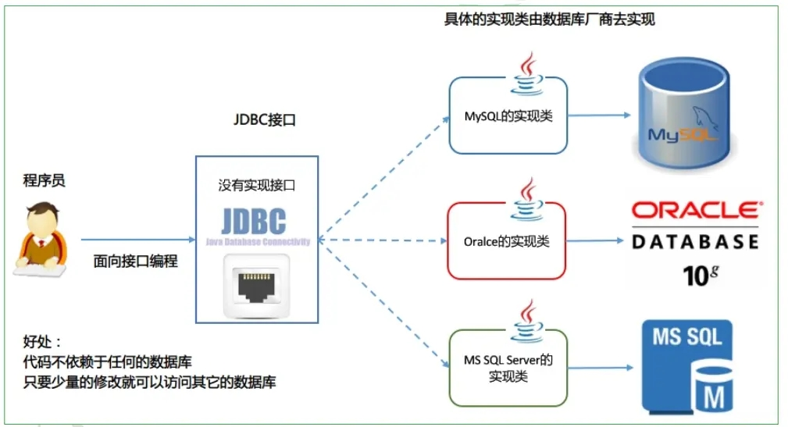 具体的实现类由数据库厂商去实现
JDBC接口
程序员
没有实现接口
JDBC
Java Database Connectivity
面向接口编程
MySQL的实现类
MySQL
Oralce的实现类
ORACLE
DATABASE
10g
MS SQL Server的
实现类
MS SQL
M
好处：
代码不依赖于任何的数据库
只要少量的修改就可以访问其它的数据库